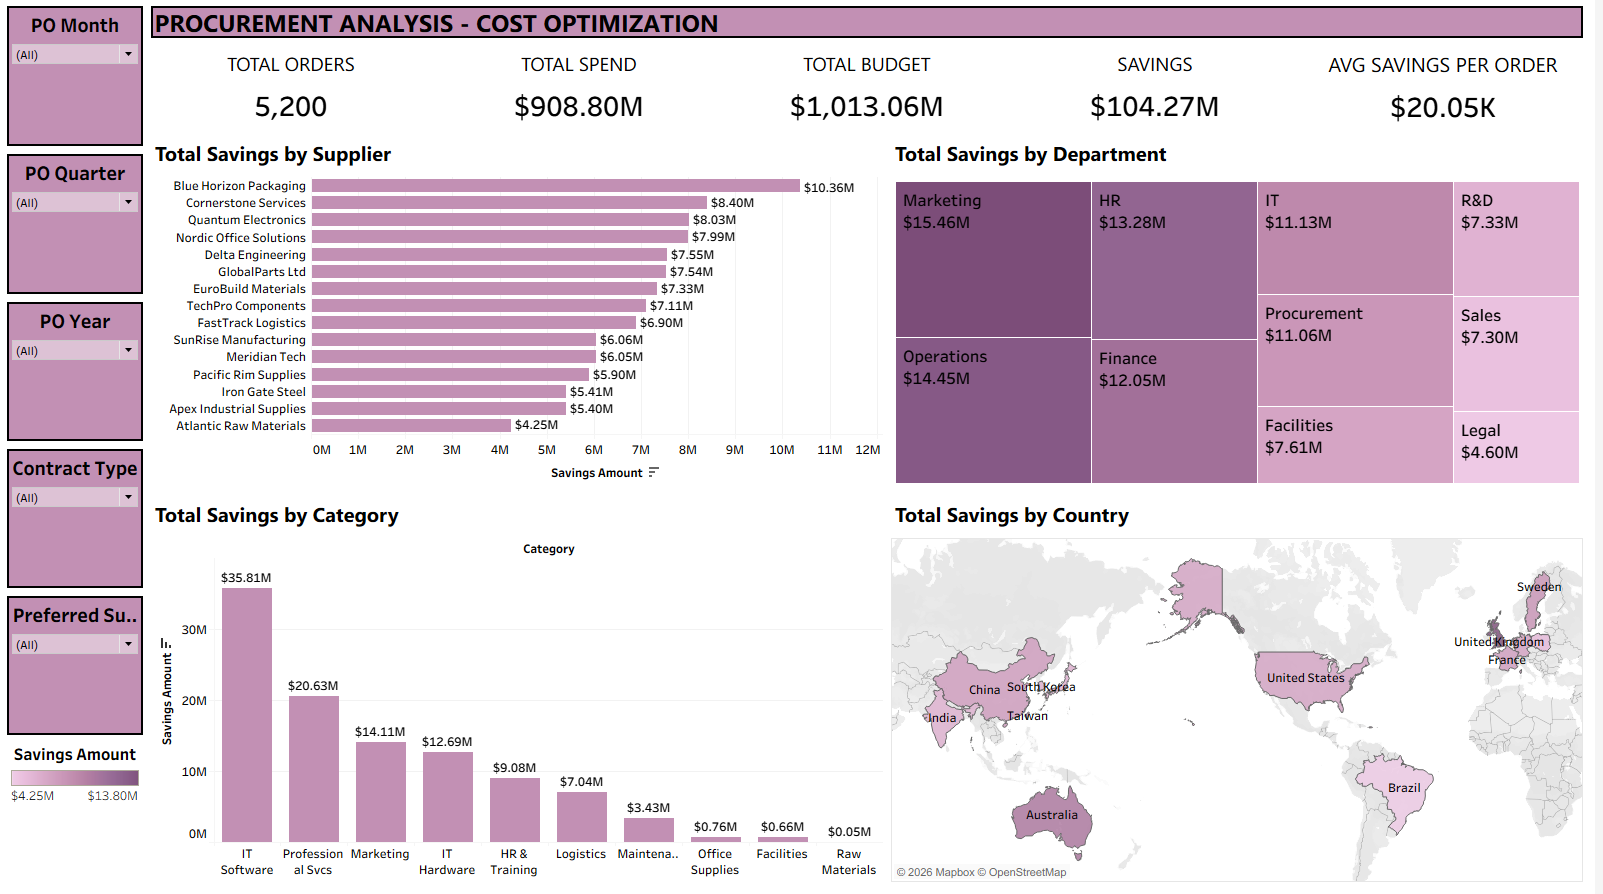 PO Month
(All)
PO Quarter
(All)
PO Year
(All)
Contract Type
(All)
Preferred Su..
(All)
Savings Amount
$4.25M $13.80M
PROCUREMENT ANALYSIS - COST OPTIMIZATION
TOTAL ORDERS
5,200
TOTAL SPEND
$908.80M
TOTAL BUDGET
$1,013.06M
SAVINGS
$104.27M
AVG SAVINGS PER ORDER
$20.05K
Total Savings by Supplier
Blue Horizon Packaging $10.36M
Cornerstone Services $8.40M
Quantum Electronics $8.03M
Nordic Office Solutions $7.99M
Delta Engineering $7.55M
GlobalParts Ltd $7.54M
EuroBuild Materials $7.33M
TechPro Components $7.11M
FastTrack Logistics $6.90M
SunRise Manufacturing $6.06M
Meridian Tech $6.05M
Pacific Rim Supplies $5.90M
Iron Gate Steel $5.41M
Apex Industrial Supplies $5.40M
Atlantic Raw Materials $4.25M
0M 1M 2M 3M 4M 5M 6M 7M 8M 9M 10M 11M 12M
Savings Amount
Total Savings by Department
Marketing
$15.46M
Operations
$14.45M
HR
$13.28M
Finance
$12.05M
IT
$11.13M
Procurement
$11.06M
Facilities
$7.61M
R&D
$7.33M
Sales
$7.30M
Legal
$4.60M
Total Savings by Category
Category
Savings Amount
30M
20M
10M
0M
$35.81M
$20.63M
$14.11M
$12.69M
$9.08M
$7.04M
$3.43M
$0.76M
$0.66M
$0.05M
IT
Software
Profession
al Svcs
Marketing
IT
Hardware
HR &
Training
Logistics
Maintena..
Office
Supplies
Facilities
Raw
Materials
Total Savings by Country
Sweden
United Kingdom
France
United States
China
South Korea
Taiwan
India
Brazil
Australia
© 2026 Mapbox © OpenStreetMap